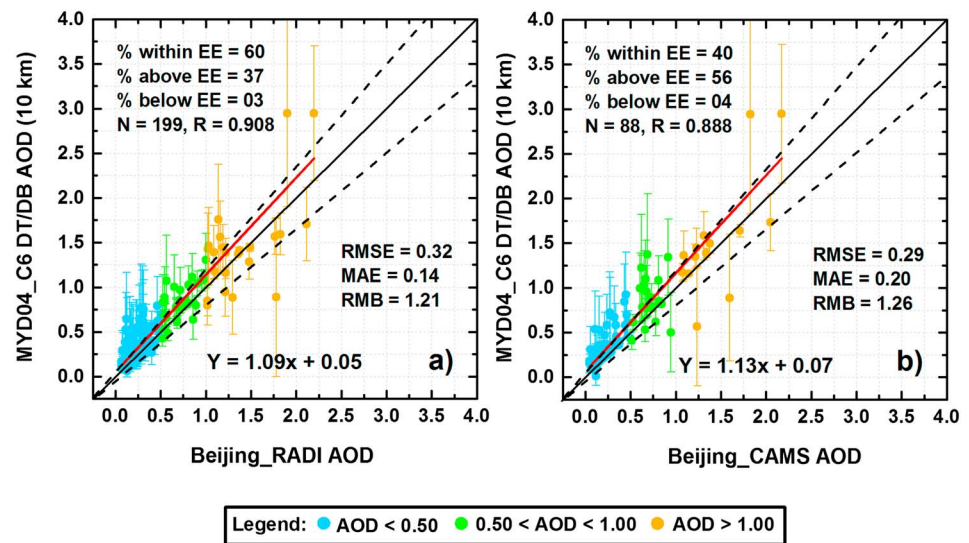 4.0
3.5
3.0
2.5
2.0
1.5
1.0
0.5
0.0
MYD04_C6 DT/DB AOD (10 km)
% within EE = 60
% above EE = 37
% below EE = 03
N = 199, R = 0.908
RMSE = 0.32
MAE = 0.14
RMB = 1.21
Y = 1.09x + 0.05
a)
0.0 0.5 1.0 1.5 2.0 2.5 3.0 3.5 4.0
Beijing_RADI AOD
4.0
3.5
3.0
2.5
2.0
1.5
1.0
0.5
0.0
MYD04_C6 DT/DB AOD (10 km)
% within EE = 40
% above EE = 56
% below EE = 04
N = 88, R = 0.888
RMSE = 0.29
MAE = 0.20
RMB = 1.26
Y = 1.13x + 0.07
b)
0.0 0.5 1.0 1.5 2.0 2.5 3.0 3.5 4.0
Beijing_CAMS AOD
Legend: AOD < 0.50 0.50 < AOD < 1.00 AOD > 1.00